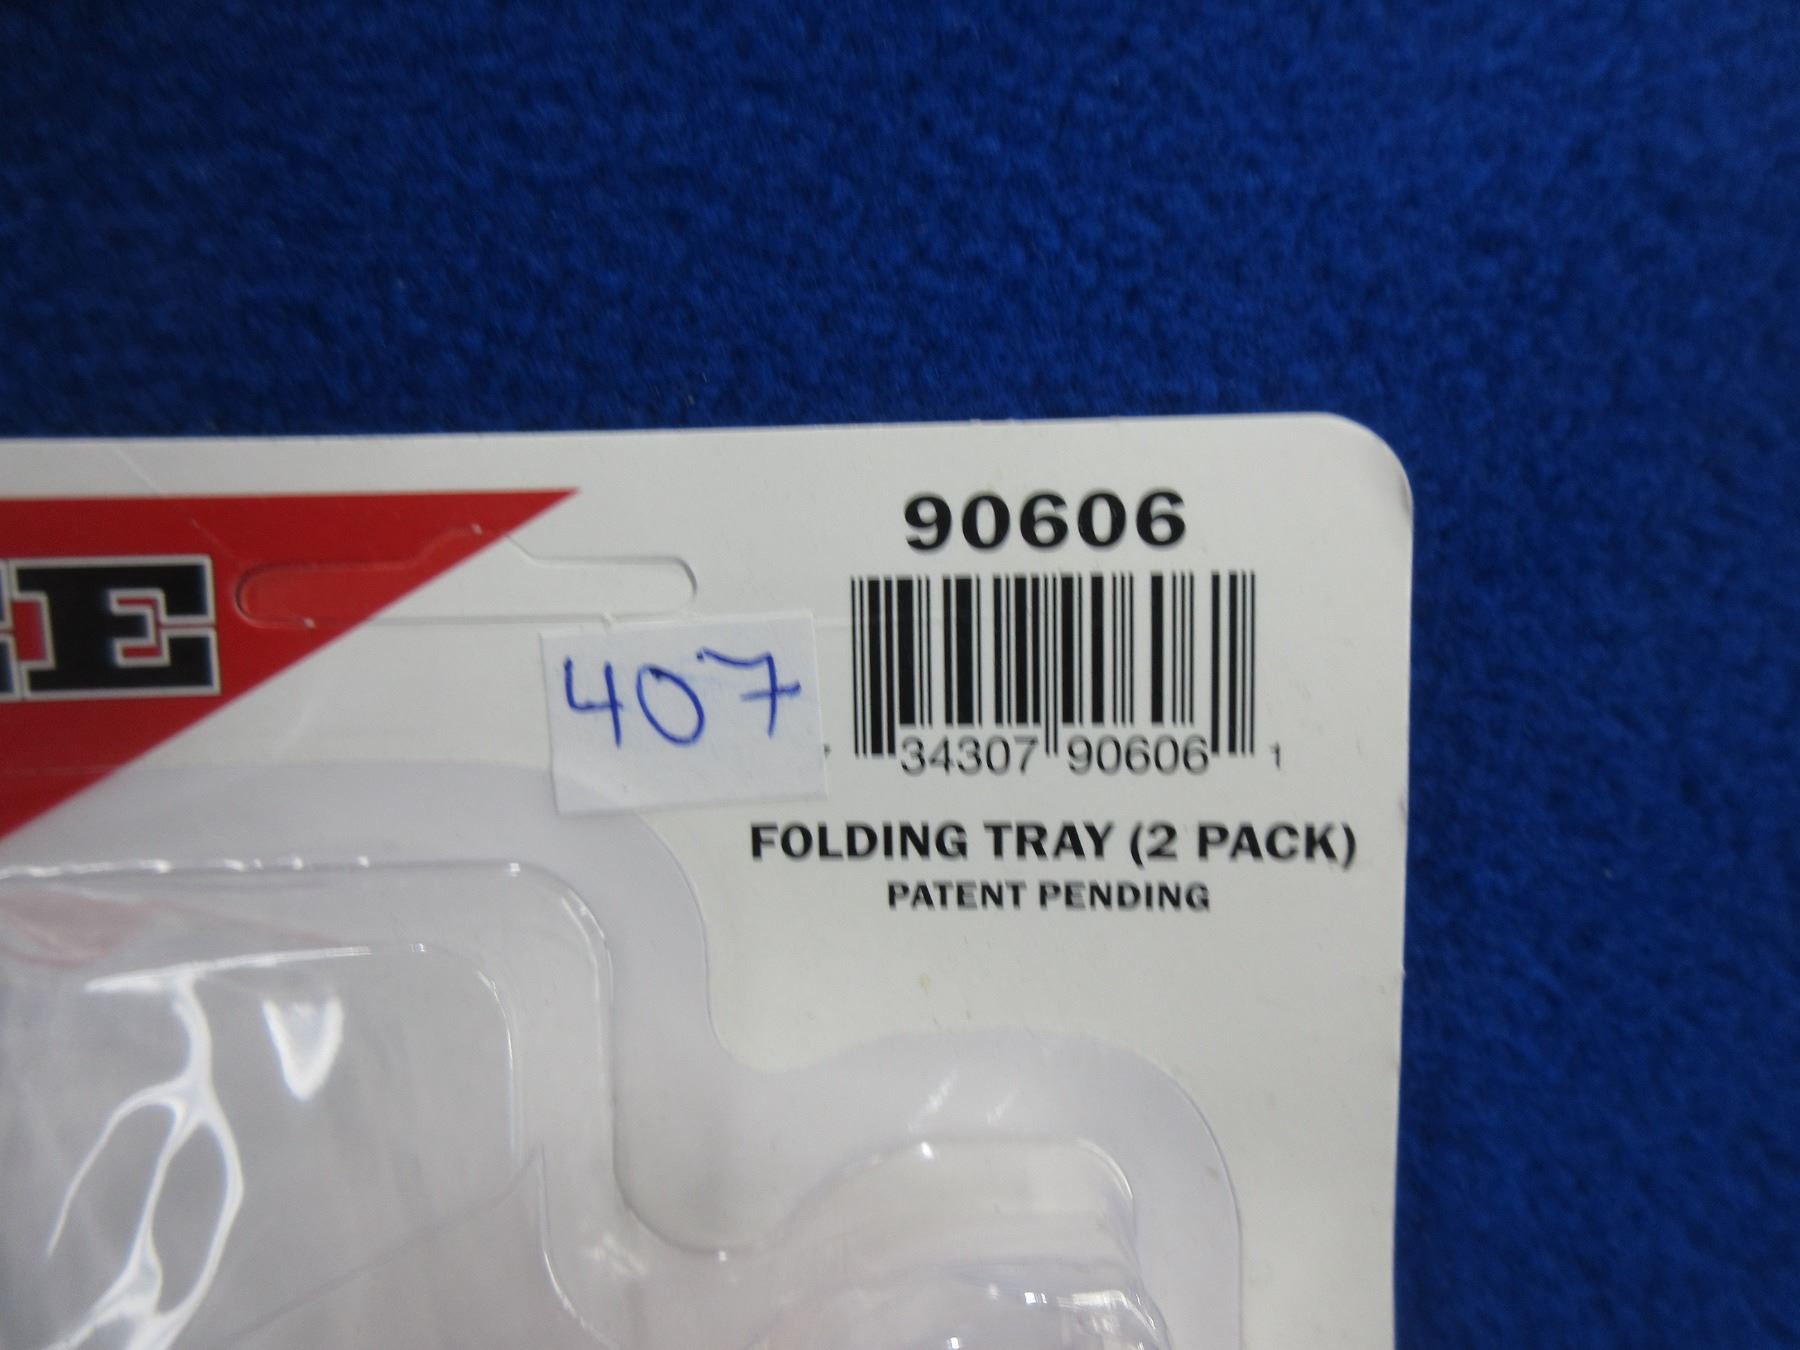 90606
E
407
34307 90606 1
FOLDING TRAY (2 PACK)
PATENT PENDING